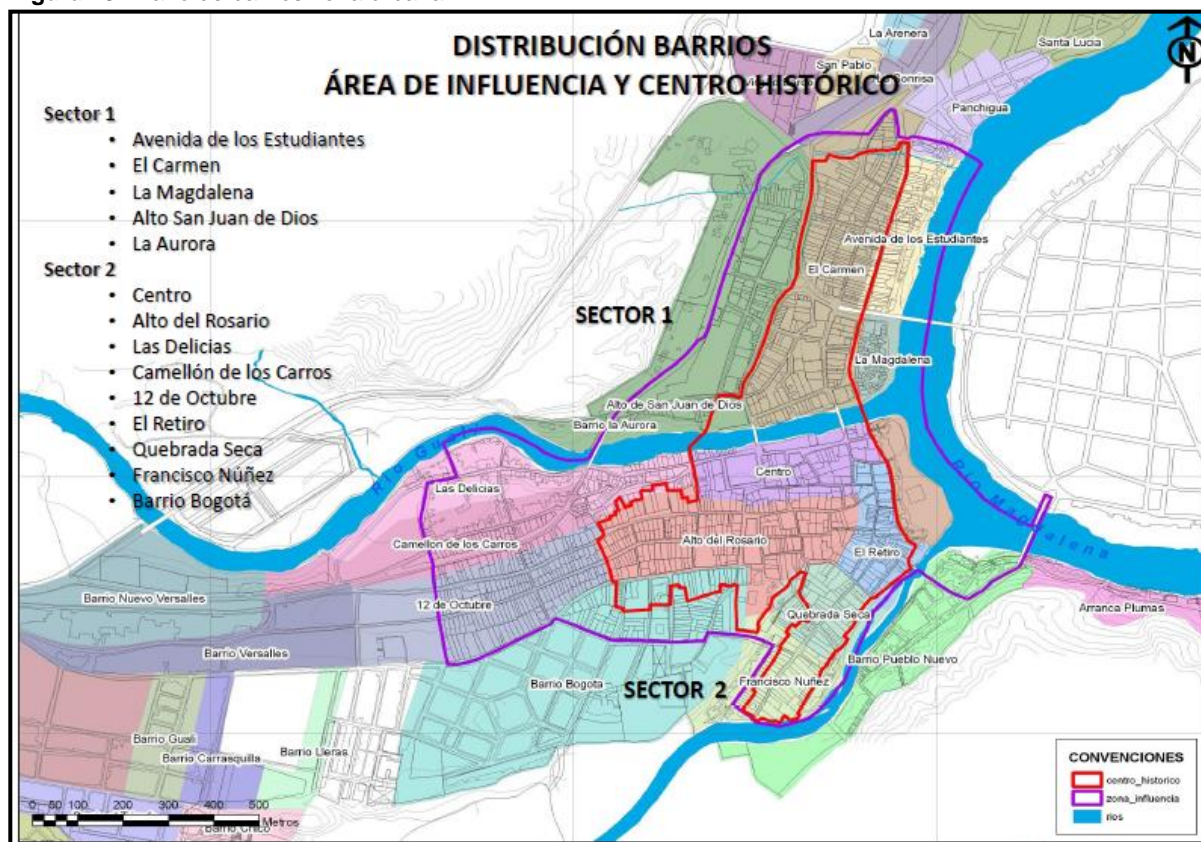 DISTRIBUCIÓN BARRIOS
ÁREA DE INFLUENCIA Y CENTRO HISTÓRICO
N
Sector 1
• Avenida de los Estudiantes
• El Carmen
• La Magdalena
• Alto San Juan de Dios
• La Aurora
Sector 2
• Centro
• Alto del Rosario
• Las Delicias
• Camellón de los Carros
• 12 de Octubre
• El Retiro
• Quebrada Seca
• Francisco Núñez
• Barrio Bogotá
La Arenera
Santa Lucia
San Pablo
Panchigua
Avenida de los Estudiantes
El Carmen
SECTOR 1
La Magdalena
Alto de San Juan de Dios
Barrio la Aurora
Centro
Las Delicias
Río Magdalena
Camellon de los Carros
Alto del Rosario
El Retiro
Barrio Nuevo Versalles
12 de Octubre
Quebrada Seca
Arranca Plumas
Barrio Versalles
Barrio Pueblo Nuevo
Barrio Bogota
SECTOR 2
Francisco Nuñez
Barrio Gualí
Barrio Carrasquilla
Barrio Lleras
0 50 100 200 300 400 500
Metros
Barrio Chico
CONVENCIONES
centro_historico
zona_influencia
rios